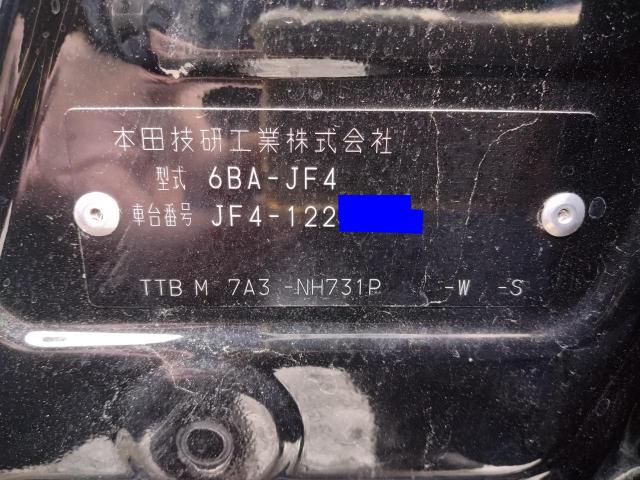 本田技研工業株式会社
型式 6BA-JF4
車台番号 JF4-122
TTB M 7A3 -NH731P -W -S